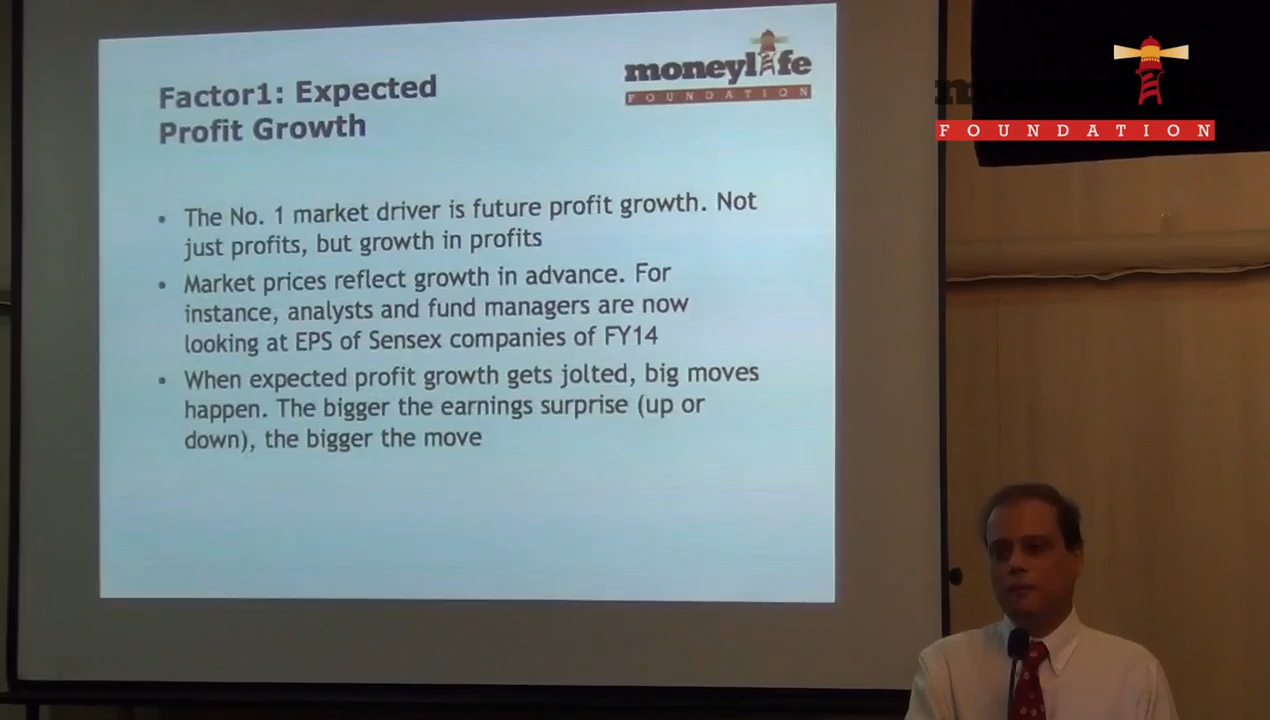 Factor1: Expected
Profit Growth
moneylife
FOUNDATION
FOUNDATION
• The No. 1 market driver is future profit growth. Not
just profits, but growth in profits
• Market prices reflect growth in advance. For
instance, analysts and fund managers are now
looking at EPS of Sensex companies of FY14
• When expected profit growth gets jolted, big moves
happen. The bigger the earnings surprise (up or
down), the bigger the move